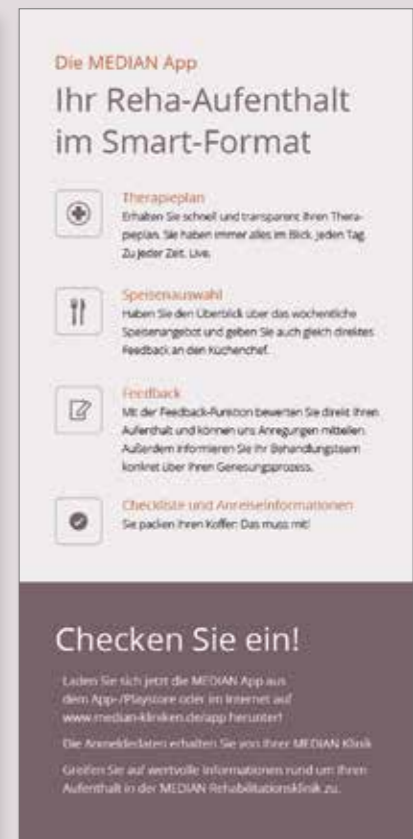 Die MEDIAN App
Ihr Reha-Aufenthalt
im Smart-Format
Therapieplan
Erhalten Sie schnell und transparent Ihren Thera-
pieplan. Sie haben immer alles im Blick. Jeden Tag.
Zu jeder Zeit. Live.
Speisenauswahl
Haben Sie den Überblick über das wöchentliche
Speisenangebot und geben Sie auch gleich direktes
Feedback an den Küchenchef.
Feedback
Mit der Feedback-Funktion bewerten Sie direkt Ihren
Aufenthalt und können uns Anregungen mitteilen.
Außerdem informieren Sie Ihr Behandlungsteam
konkret über Ihren Genesungsprozess.
Checkliste und Anreiseinformationen
Sie packen Ihren Koffer: Das muss mit!
Checken Sie ein!
Laden Sie sich jetzt die MEDIAN App aus
dem App-/Playstore oder im Internet auf
www.median-kliniken.de/app herunter!
Die Anmeldedaten erhalten Sie von Ihrer MEDIAN Klinik
Greifen Sie auf wertvolle Informationen rund um Ihren
Aufenthalt in der MEDIAN Rehabilitationsklinik zu.